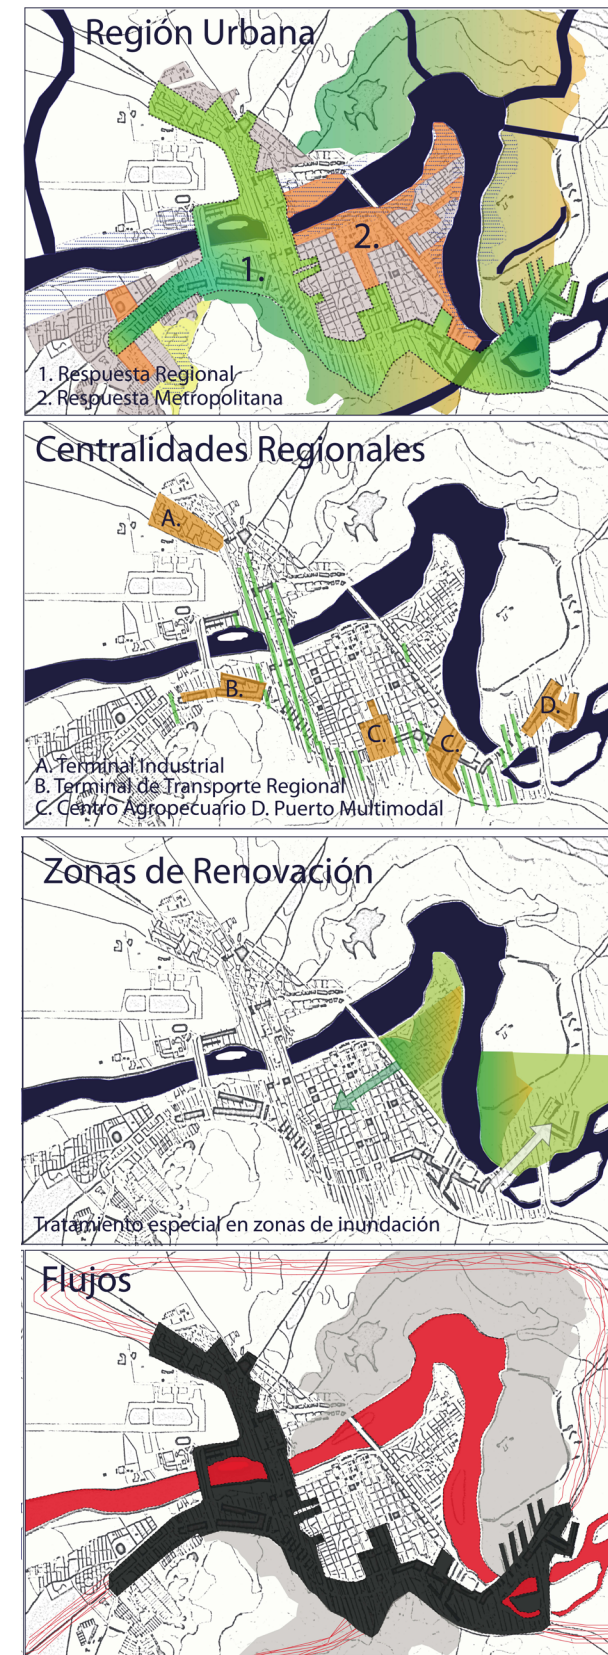 Región Urbana
2.
1.
1. Respuesta Regional
2. Respuesta Metropolitana
Centralidades Regionales
A.
B.
D.
C.
C.
A. Terminal Industrial
B. Terminal de Transporte Regional
C. Centro Agropecuario D. Puerto Multimodal
Zonas de Renovación
Tratamiento especial en zonas de inundación
Flujos